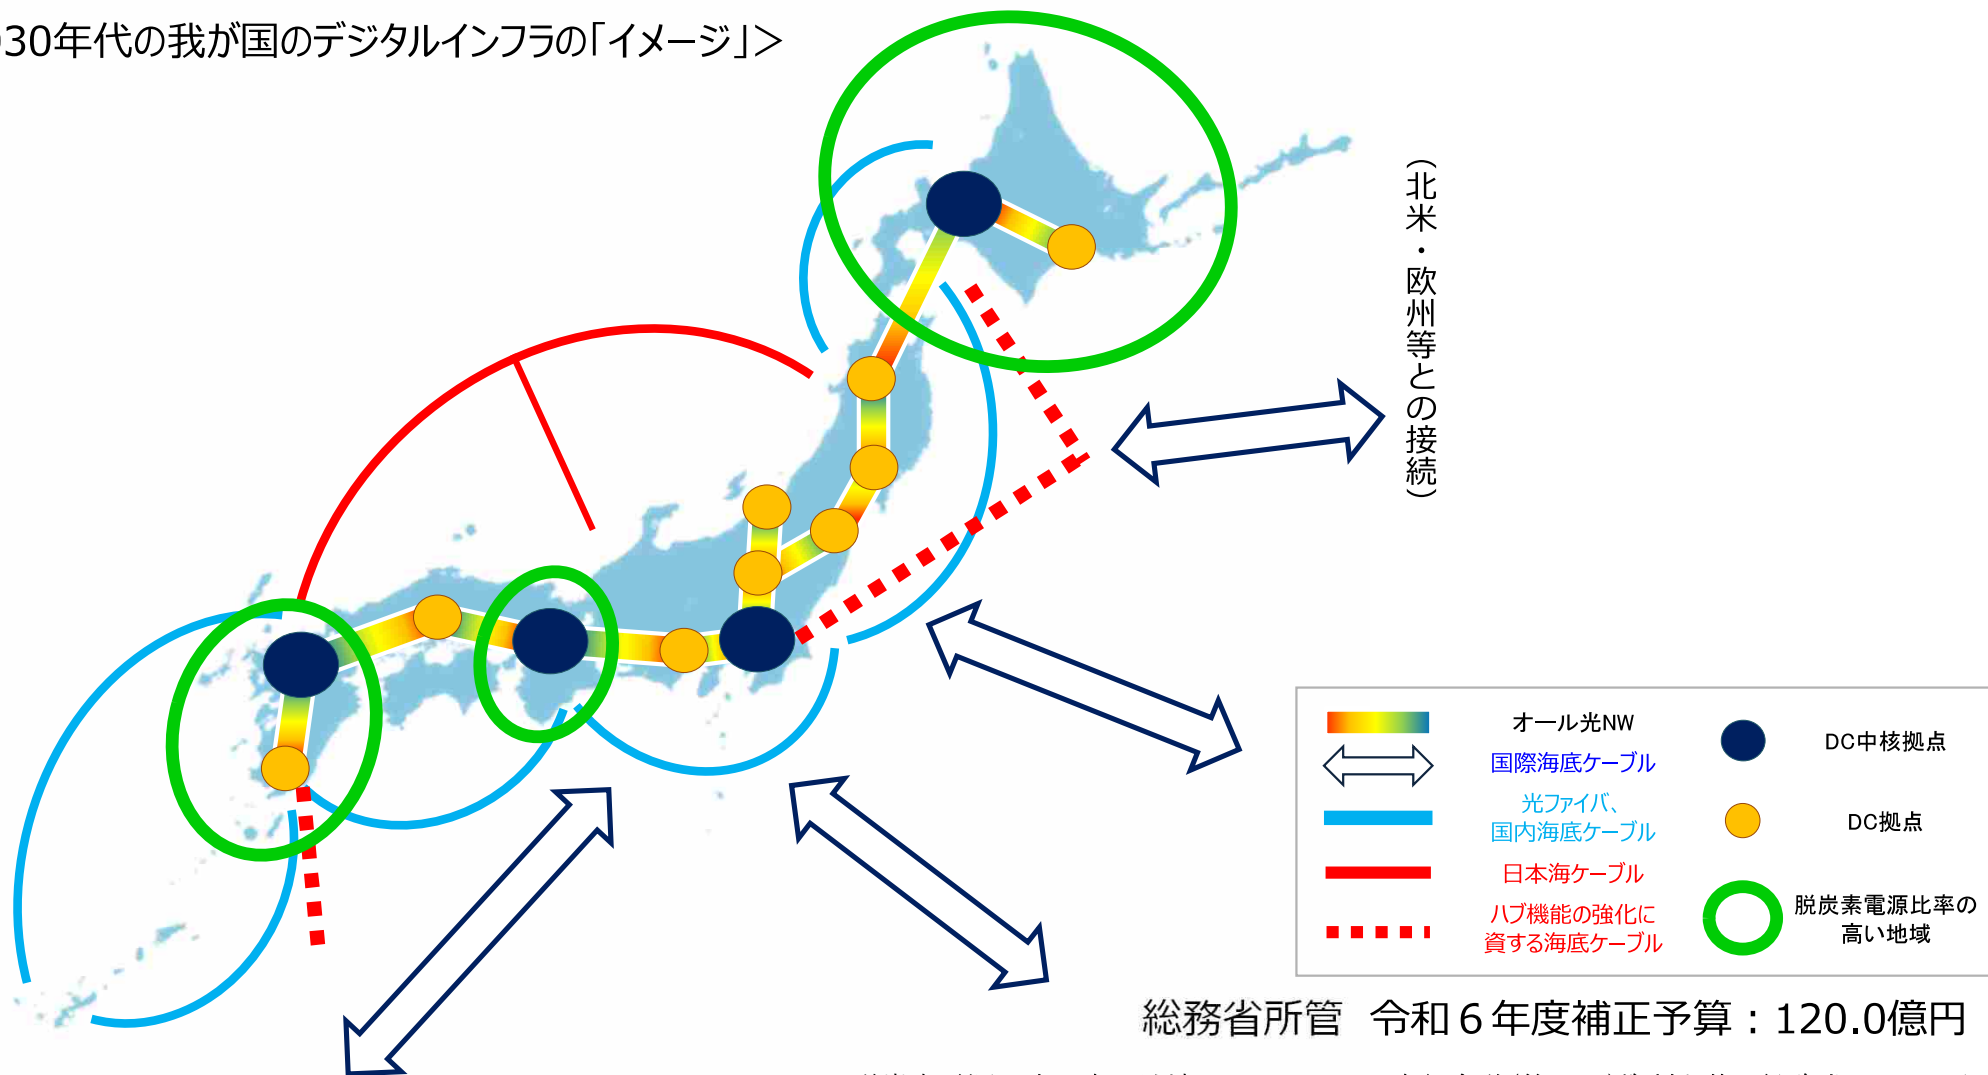 030年代の我が国のデジタルインフラの「イメージ」＞
（北米・欧州等との接続）
オール光NW
国際海底ケーブル
光ファイバ、
国内海底ケーブル
日本海ケーブル
ハブ機能の強化に
資する海底ケーブル
DC中核拠点
DC拠点
脱炭素電源比率の
高い地域
総務省所管 令和６年度補正予算：120.0億円